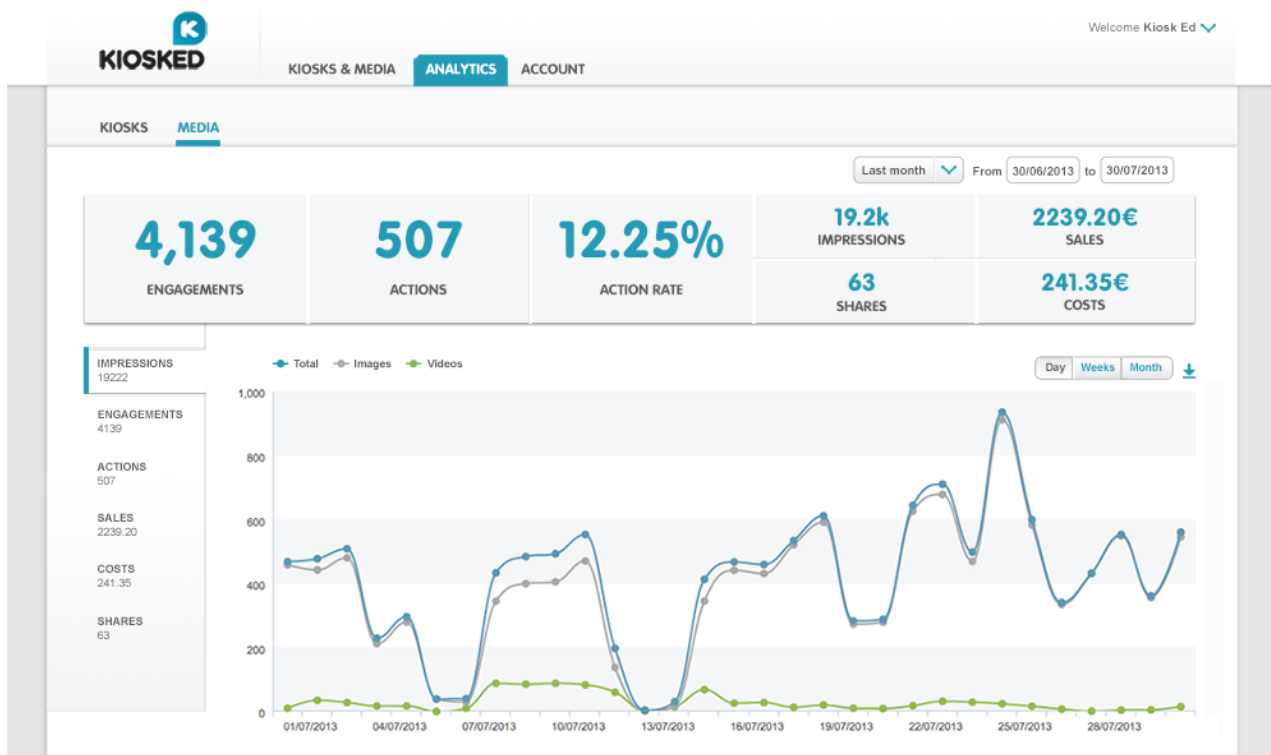 K
KIOSKED
Welcome Kiosk Ed
KIOSKS & MEDIA ANALYTICS ACCOUNT
KIOSKS MEDIA
Last month From 30/06/2013 to 30/07/2013
4,139
ENGAGEMENTS
507
ACTIONS
12.25%
ACTION RATE
19.2k
IMPRESSIONS
2239.20€
SALES
63
SHARES
241.35€
COSTS
IMPRESSIONS
19222
ENGAGEMENTS
4139
ACTIONS
507
SALES
2239.20
COSTS
241.35
SHARES
63
Total Images Videos
Day Weeks Month
1,000
800
600
400
200
0
01/07/2013 04/07/2013 07/07/2013 10/07/2013 13/07/2013 16/07/2013 19/07/2013 22/07/2013 25/07/2013 28/07/2013